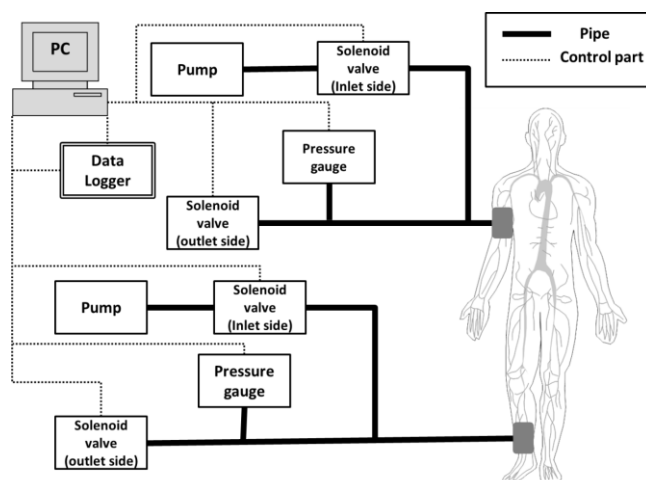 PC
Pump
Solenoid
valve
(Inlet side)
Pipe
Control part
Data
Logger
Pressure
gauge
Solenoid
valve
(outlet side)
Pump
Solenoid
valve
(Inlet side)
Pressure
gauge
Solenoid
valve
(outlet side)